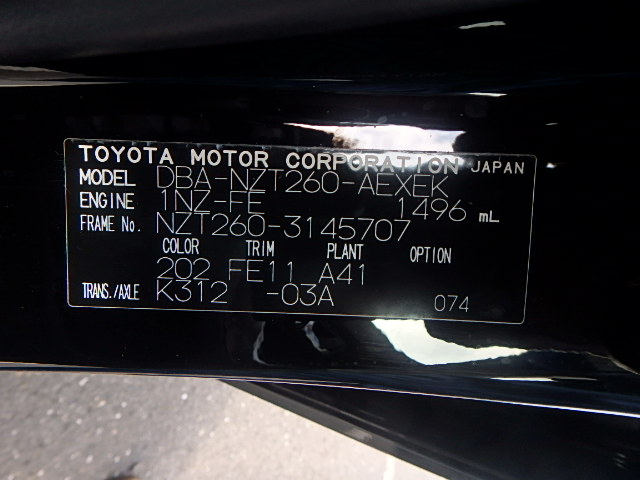 TOYOTA MOTOR CORPORATION JAPAN
MODEL DBA-NZT260-AEXEK
ENGINE 1NZ-FE 1496 mL
FRAME No. NZT260-3145707
COLOR TRIM PLANT OPTION
202 FE11 A41
TRANS./AXLE K312 -03A 074